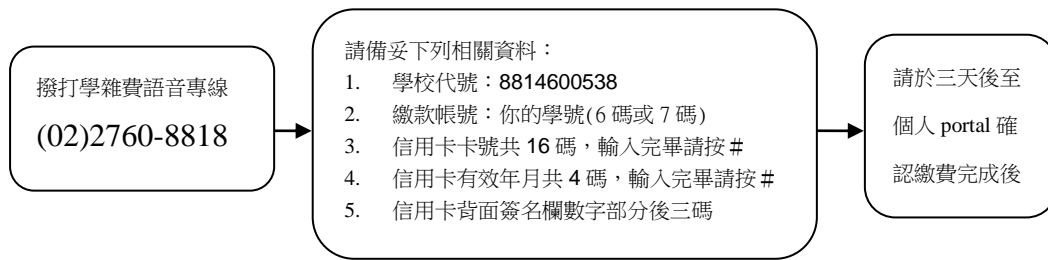 撥打學雜費語音專線
(02)2760-8818
請備妥下列相關資料：
1. 學校代號：8814600538
2. 繳款帳號：你的學號(6 碼或 7 碼)
3. 信用卡卡號共 16 碼，輸入完畢請按＃
4. 信用卡有效年月共 4 碼，輸入完畢請按＃
5. 信用卡背面簽名欄數字部分後三碼
請於三天後至
個人 portal 確
認繳費完成後